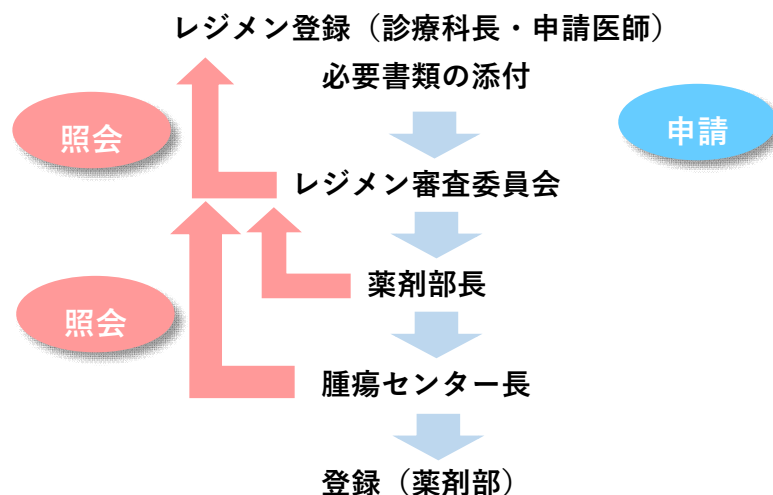 レジメン登録（診療科長・申請医師）
必要書類の添付
照会
申請
レジメン審査委員会
薬剤部長
照会
腫瘍センター長
登録（薬剤部）